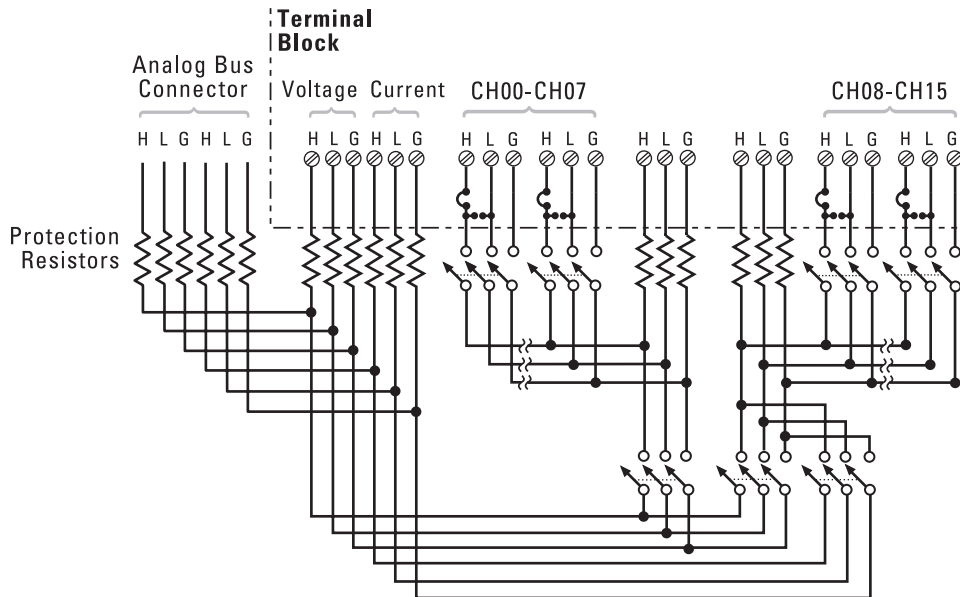 Terminal
Block
Analog Bus
Connector
Voltage Current
CH00-CH07
CH08-CH15
H L G H L G
H L G H L G
H L G H L G
H L G
H L G
H L G H L G
Protection
Resistors